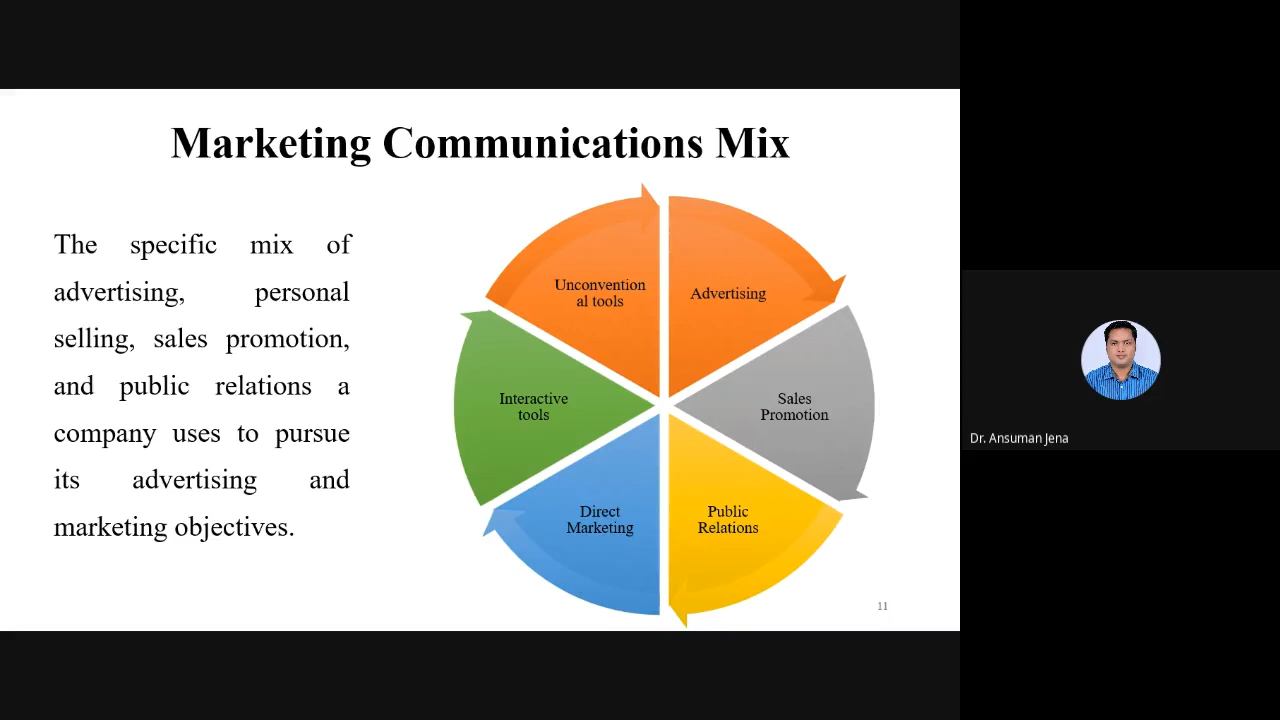 Marketing Communications Mix
The specific mix of
advertising, personal
selling, sales promotion,
and public relations a
company uses to pursue
its advertising and
marketing objectives.
Unconvention
al tools
Advertising
Interactive
tools
Sales
Promotion
Direct
Marketing
Public
Relations
11
Dr. Ansuman Jena